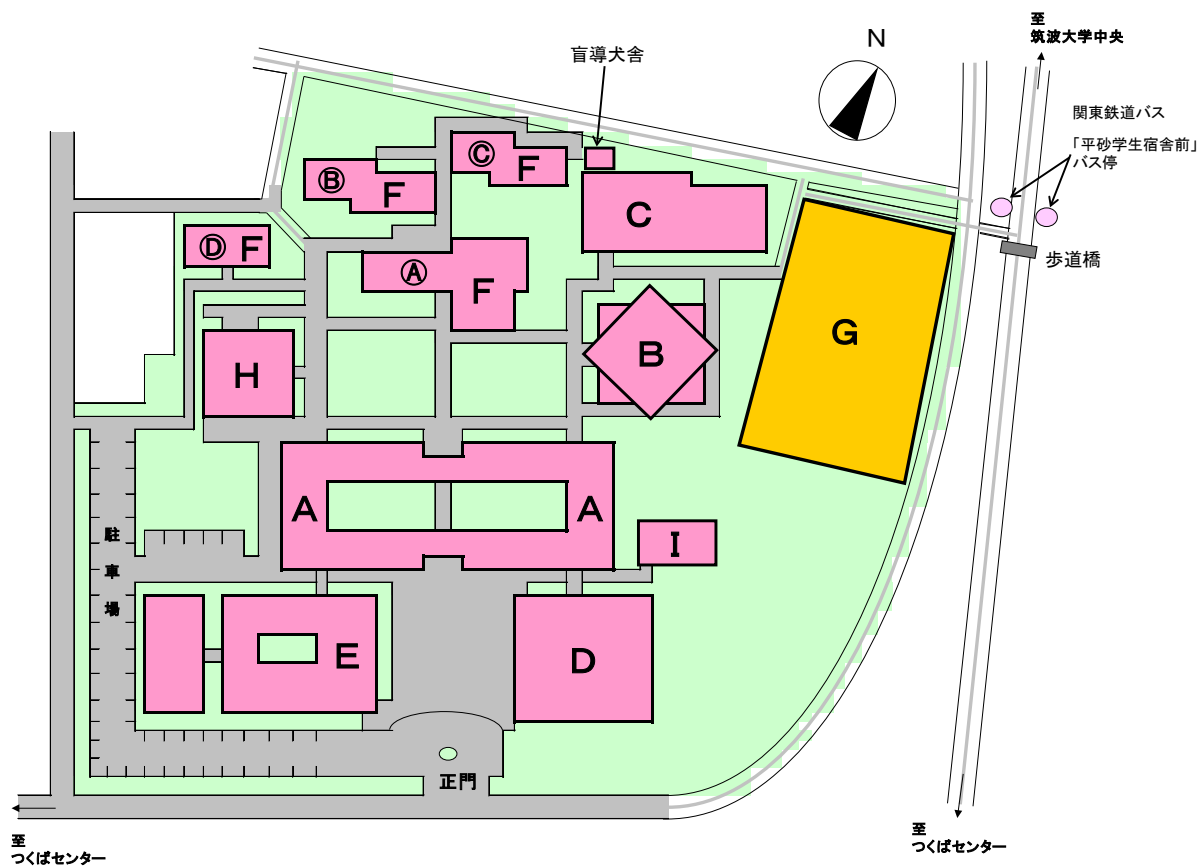 至
筑波大学中央
N
盲導犬舎
関東鉄道バス
「平砂学生宿舎前」
バス停
Ⓒ F
Ⓑ F
C
Ⓓ F
Ⓐ F
歩道橋
G
B
H
A
A
I
駐車場
E
D
正門
至
つくばセンター
至
つくばセンター